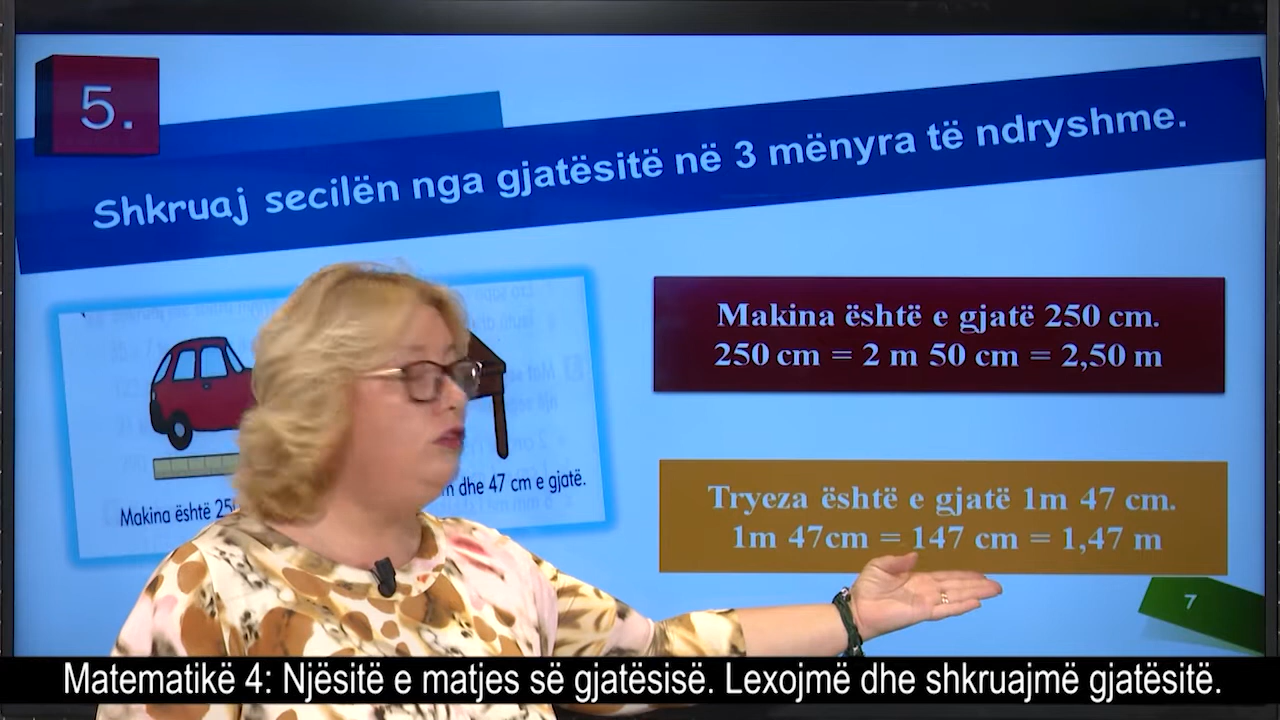 5.
Shkruaj secilën nga gjatësitë në 3 mënyra të ndryshme.
Makina është e gjatë 250 cm.
250 cm = 2 m 50 cm = 2,50 m
Makina është
dhe 47 cm e gjatë.
Tryeza është e gjatë 1m 47 cm.
1m 47cm = 147 cm = 1,47 m
7
Matematikë 4: Njësitë e matjes së gjatësisë. Lexojmë dhe shkruajmë gjatësitë.